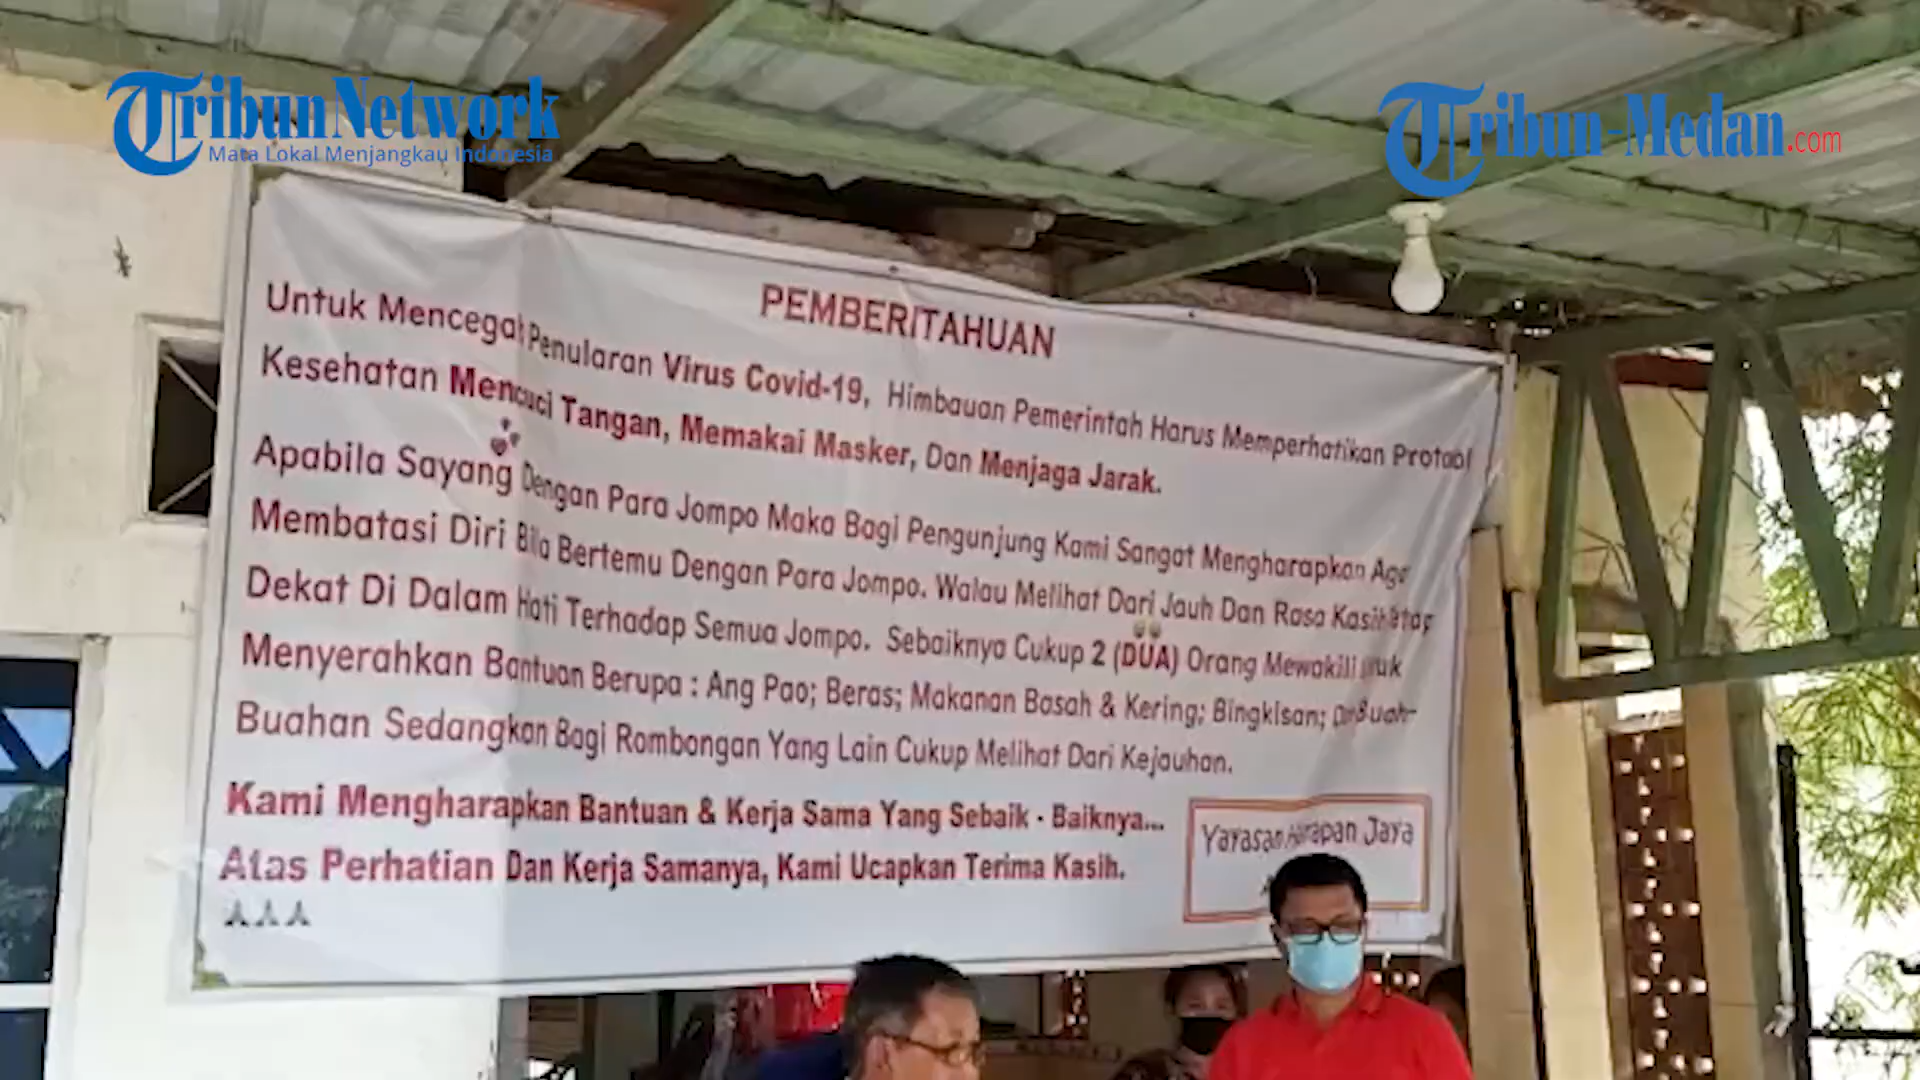 TribunNetwork
Mata Lokal Menjangkau Indonesia
Tribun-Medan.com
PEMBERITAHUAN
Untuk Mencegah Penularan Virus Covid-19, Himbauan Pemerintah Harus Memperhatikan
Kesehatan Mencuci Tangan, Memakai Masker, Dan Menjaga Jarak.
Apabila Sayang Dengan Para Jompo Maka Bagi Pengunjung Kami Sangat Mengharapkan
Membatasi Diri Bila Bertemu Dengan Para Jompo. Walau Melihat Dari Jauh Dan Rasa Kasih
Dekat Di Dalam Hati Terhadap Semua Jompo. Sebaiknya Cukup 2 (DUA) Orang Mewakili
Menyerahkan Bantuan Berupa : Ang Pao; Beras; Makanan Basah & Kering; Bingkisan; Buah-
Buahan Sedangkan Bagi Rombongan Yang Lain Cukup Melihat Dari Kejauhan.
Kami Mengharapkan Bantuan & Kerja Sama Yang Sebaik - Baiknya...
Atas Perhatian Dan Kerja Samanya, Kami Ucapkan Terima Kasih.
Yayasan Harapan Jaya